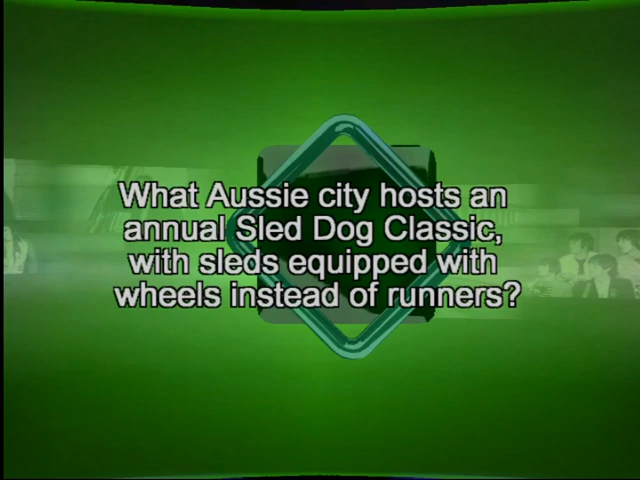 What Aussie city hosts an
annual Sled Dog Classic,
with sleds equipped with
wheels instead of runners?